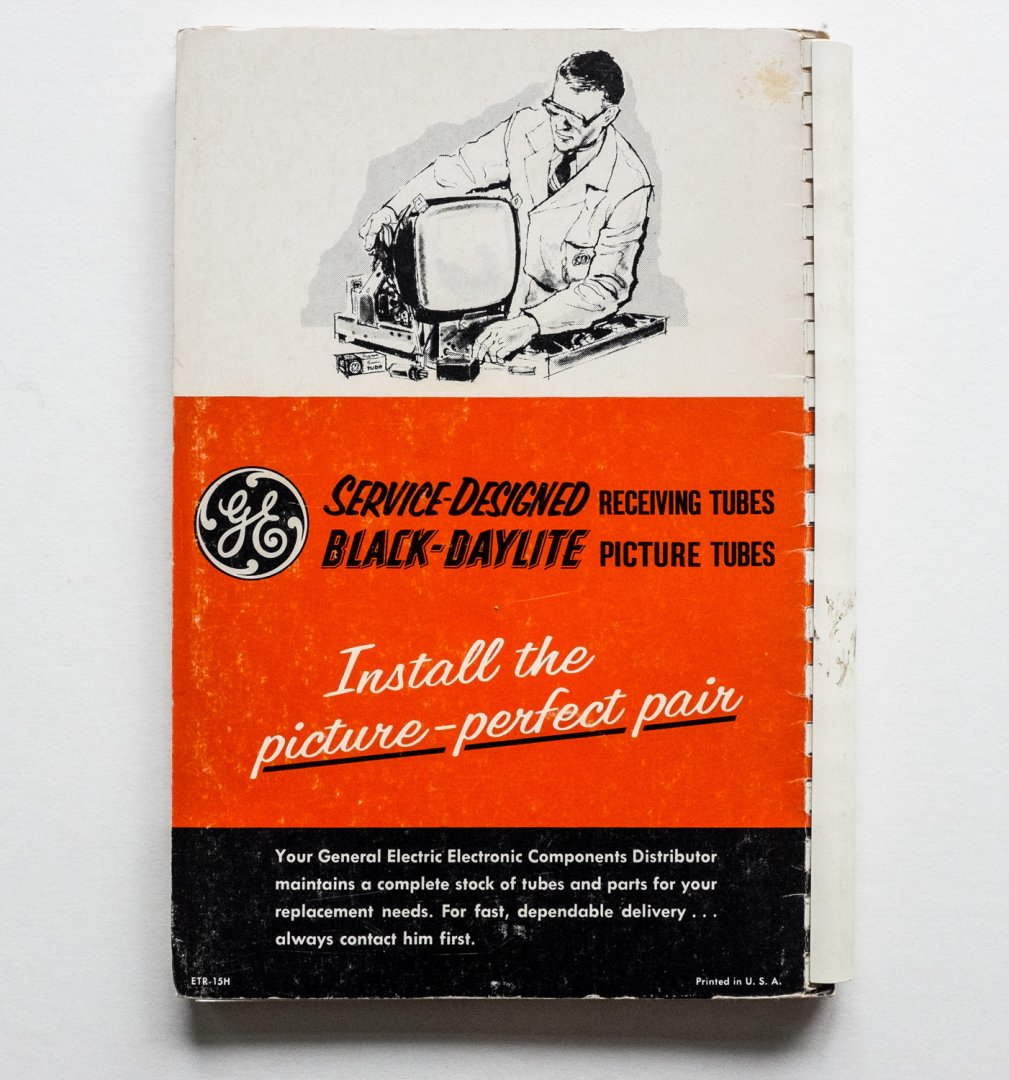 GE
Tube
GE
SERVICE-DESIGNED RECEIVING TUBES
BLACK-DAYLITE PICTURE TUBES
Install the
picture-perfect pair
Your General Electric Electronic Components Distributor
maintains a complete stock of tubes and parts for your
replacement needs. For fast, dependable delivery . . .
always contact him first.
ETR-15H
Printed in U. S. A.